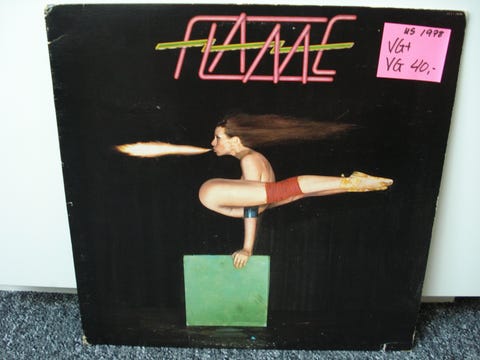 FLAME
US 1978
VG+
VG 40,-